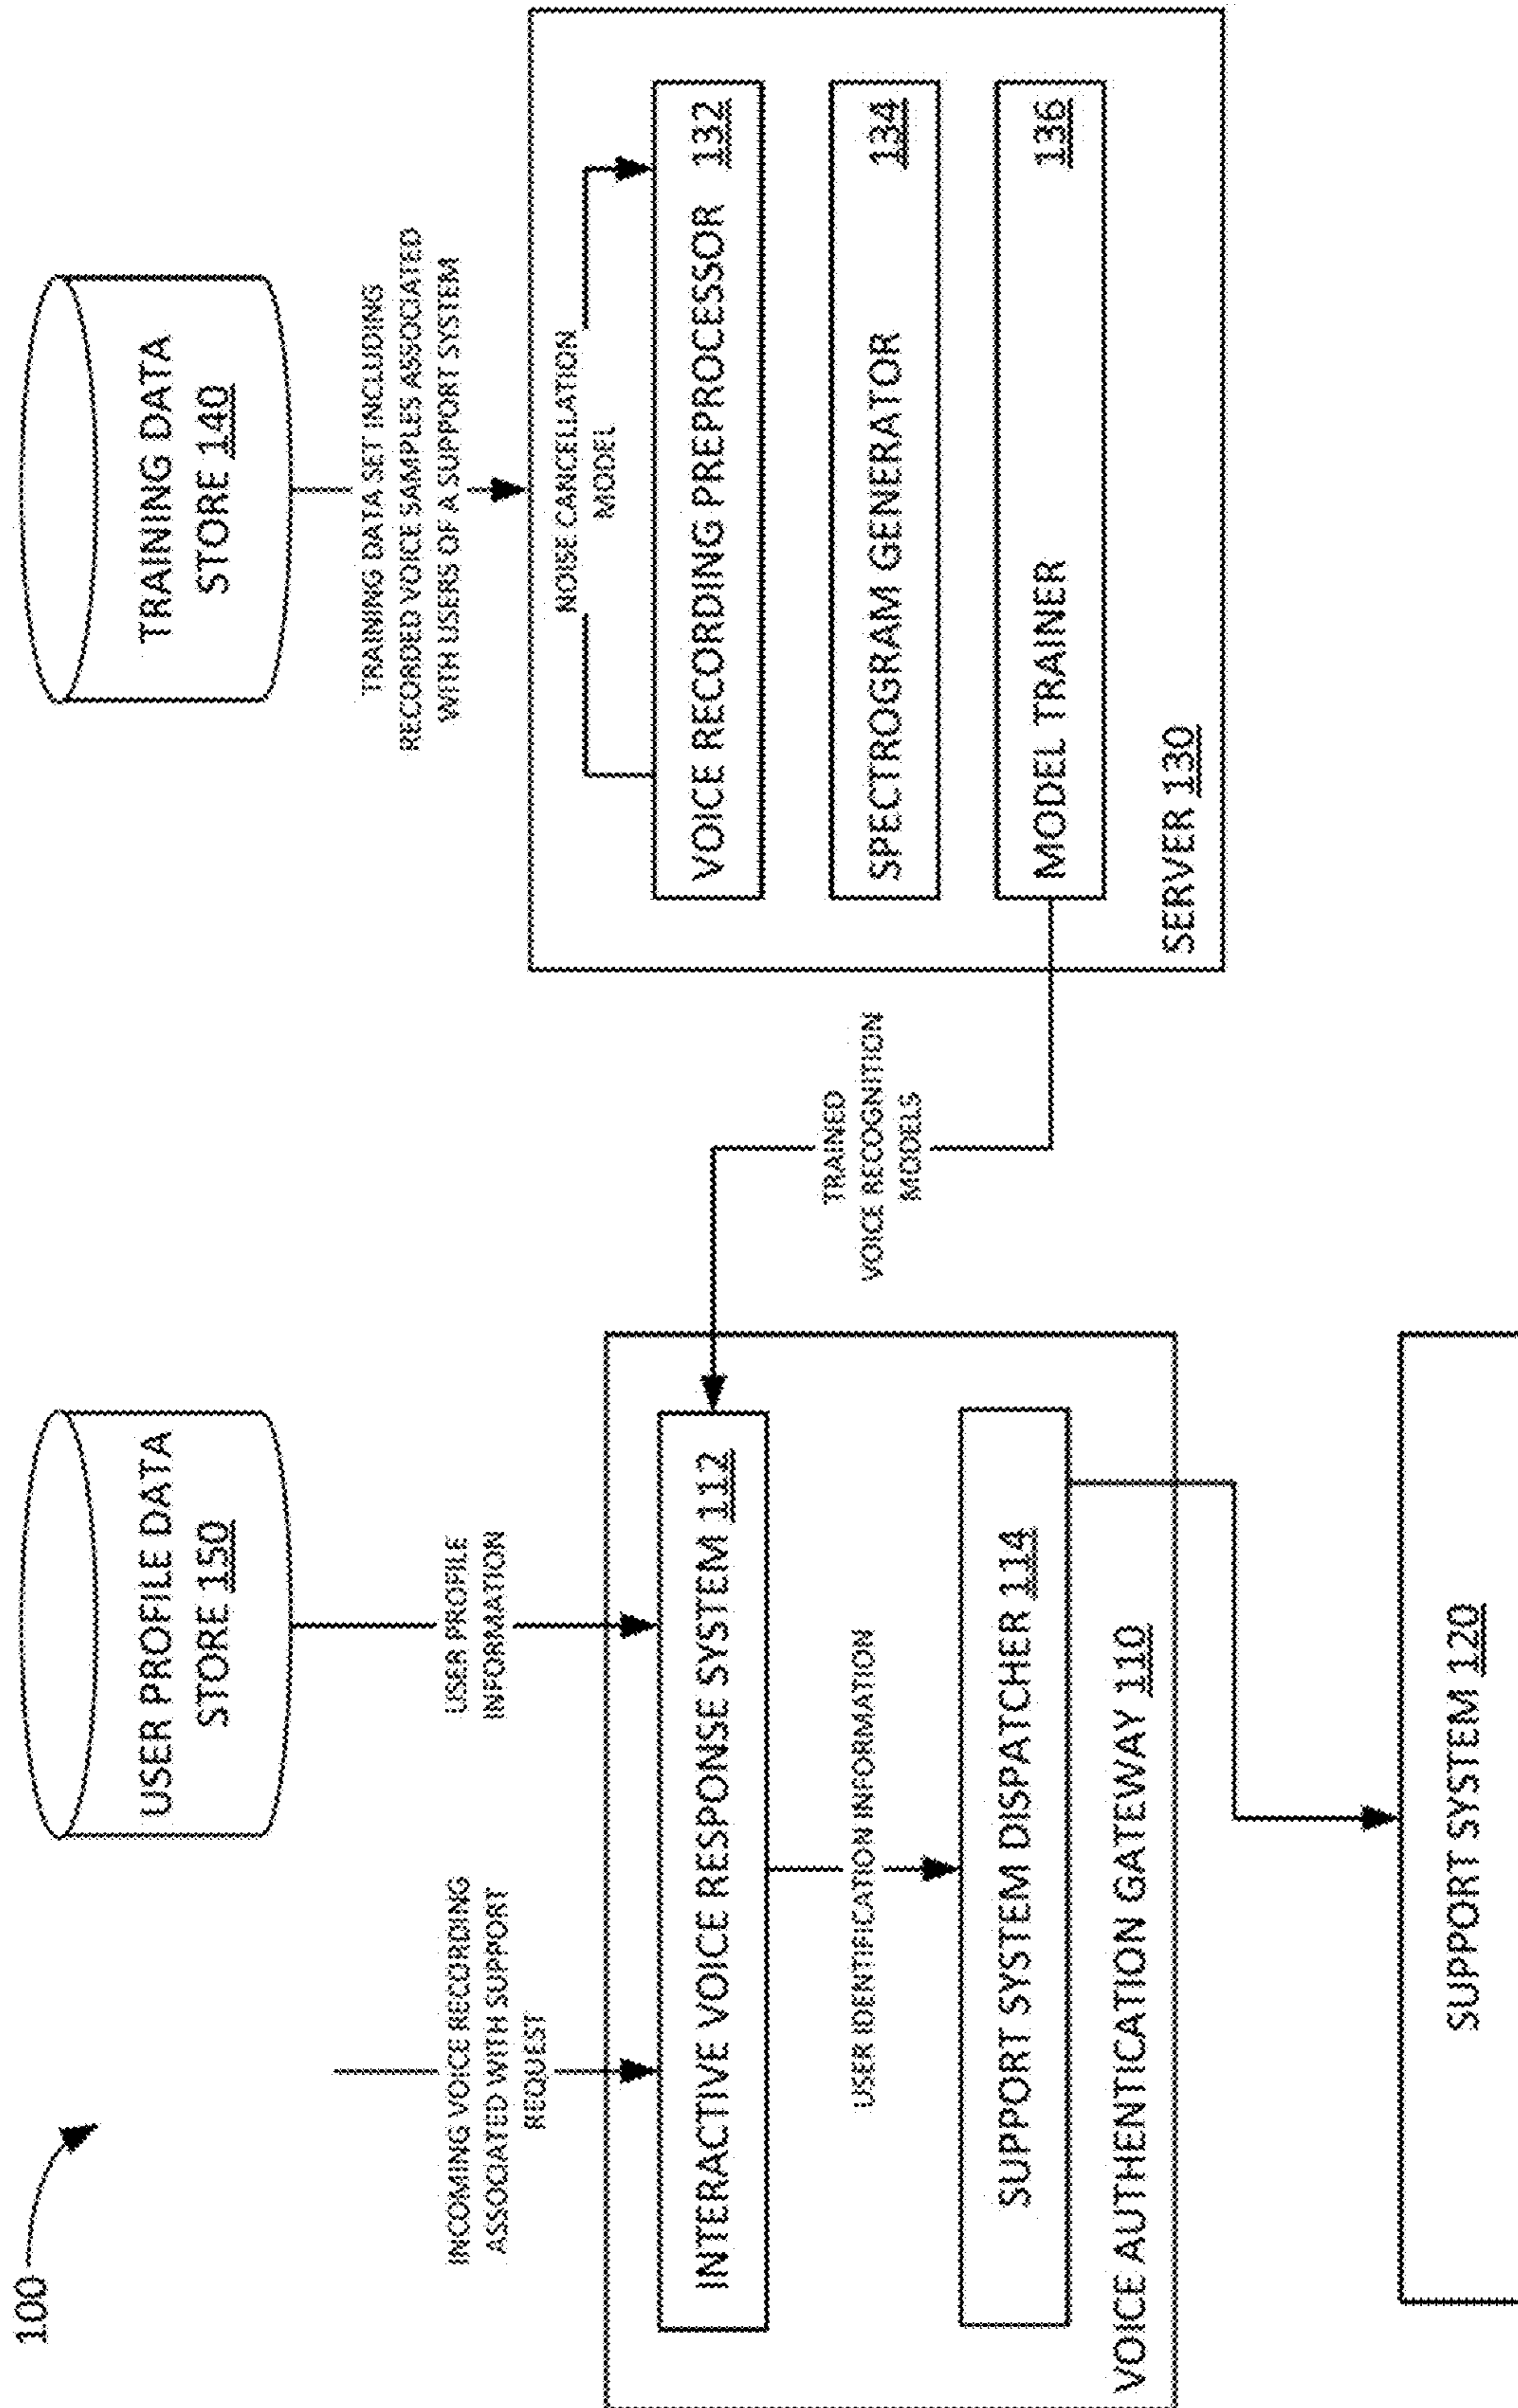 100
USER PROFILE DATA
STORE 150
TRAINING DATA
STORE 140
INCOMING VOICE RECORDING
ASSOCIATED WITH SUPPORT
REQUEST
USER PROFILE
INFORMATION
TRAINING DATA SET INCLUDING
RECORDED VOICE SAMPLES ASSOCIATED
WITH USERS OF A SUPPORT SYSTEM
INTERACTIVE VOICE RESPONSE SYSTEM 112
USER IDENTIFICATION INFORMATION
SUPPORT SYSTEM DISPATCHER 114
VOICE AUTHENTICATION GATEWAY 110
TRAINED
VOICE RECOGNITION
MODELS
NOISE CANCELLATION
MODEL
VOICE RECORDING PREPROCESSOR 132
SPECTROGRAM GENERATOR 134
MODEL TRAINER 136
SERVER 130
SUPPORT SYSTEM 120